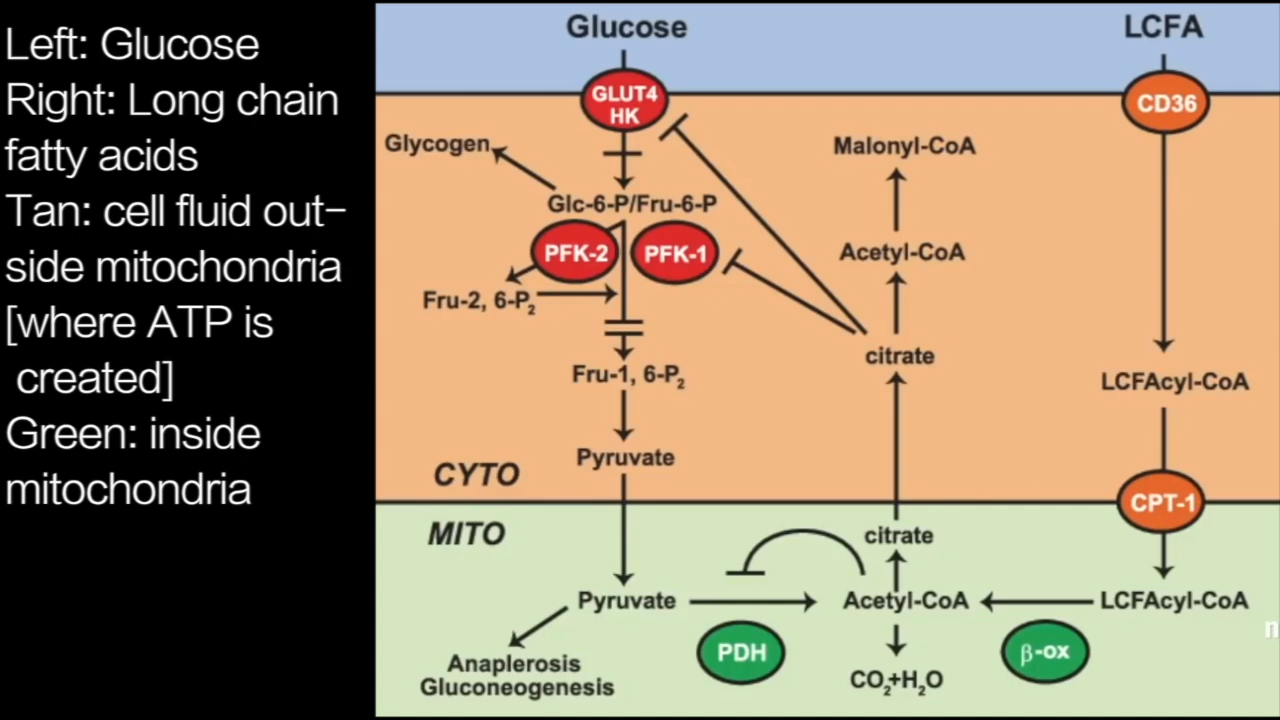 Left: Glucose
Right: Long chain
fatty acids
Tan: cell fluid out-
side mitochondria
[where ATP is
created]
Green: inside
mitochondria
Glucose
LCFA
GLUT4
HK
CD36
Glycogen
Malonyl-CoA
Glc-6-P/Fru-6-P
PFK-2
PFK-1
Acetyl-CoA
Fru-2, 6-P₂
citrate
Fru-1, 6-P₂
LCFAcyl-CoA
Pyruvate
CYTO
CPT-1
MITO
citrate
Pyruvate
Acetyl-CoA
LCFAcyl-CoA
Anaplerosis
Gluconeogenesis
PDH
β-ox
CO₂+H₂O